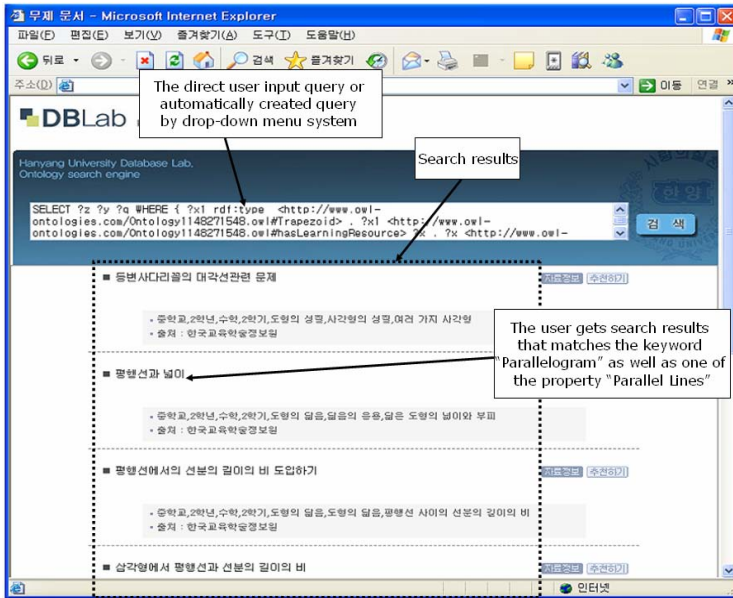 무제 문서 - Microsoft Internet Explorer
파일(F) 편집(E) 보기(V) 즐겨찾기(A) 도구(T) 도움말(H)
뒤로 검색 즐겨찾기
주소(D) 이동 연결 »
The direct user input query or
automatically created query
by drop-down menu system
DBLab
Search results
Hanyang University Database Lab,
Ontology search engine
SELECT ?z ?y ?q WHERE { ?x1 rdf:type <http://www.owl-
ontologies.com/Ontology1148271548.owl#Trapezoid> . ?x1 <http://www.owl-
ontologies.com/Ontology1148271548.owl#hasLearningResource> ?x . ?x <http://www.owl-
검 색
■ 등변사다리꼴의 대각선관련 문제
자료정보 추천하기
• 중학교,2학년,수학,2학기,도형의 성질,사각형의 성질,여러 가지 사각형
• 출처 : 한국교육학술정보원
The user gets search results
that matches the keyword
"Parallelogram" as well as one of
the property "Parallel Lines"
■ 평행선과 넓이
• 중학교,2학년,수학,2학기,도형의 닮음,닮음의 응용,닮은 도형의 넓이와 부피
• 출처 : 한국교육학술정보원
■ 평행선에서의 선분의 길이의 비 도입하기
자료정보 추천하기
• 중학교,2학년,수학,2학기,도형의 닮음,도형의 닮음,평행선 사이의 선분의 길이의 비
• 출처 : 한국교육학술정보원
■ 삼각형에서 평행선과 선분의 길이의 비
자료정보 추천하기
인터넷